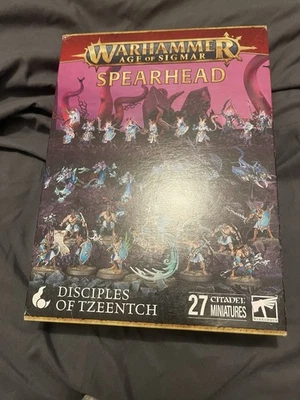 WARHAMMER
AGE OF SIGMAR
SPEARHEAD
DISCIPLES
OF TZEENTCH
27 CITADEL
MINIATURES